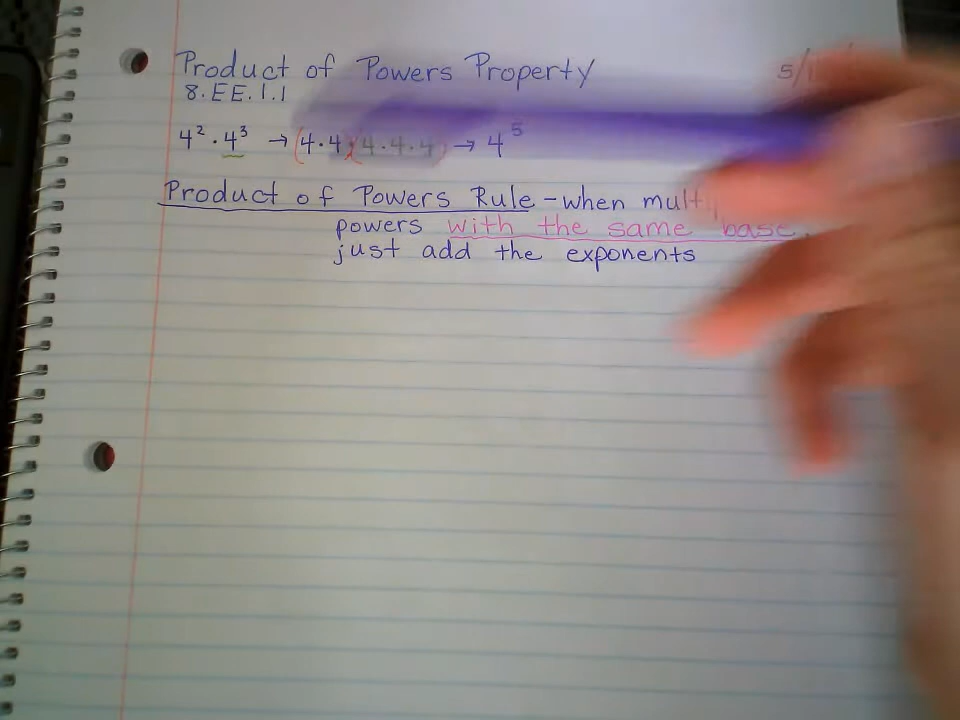 Product of Powers Property
8.EE.1.1
4² · 4³ → (4·4)(4·4·4) → 4⁵
Product of Powers Rule - when
powers with the same base,
just add the exponents